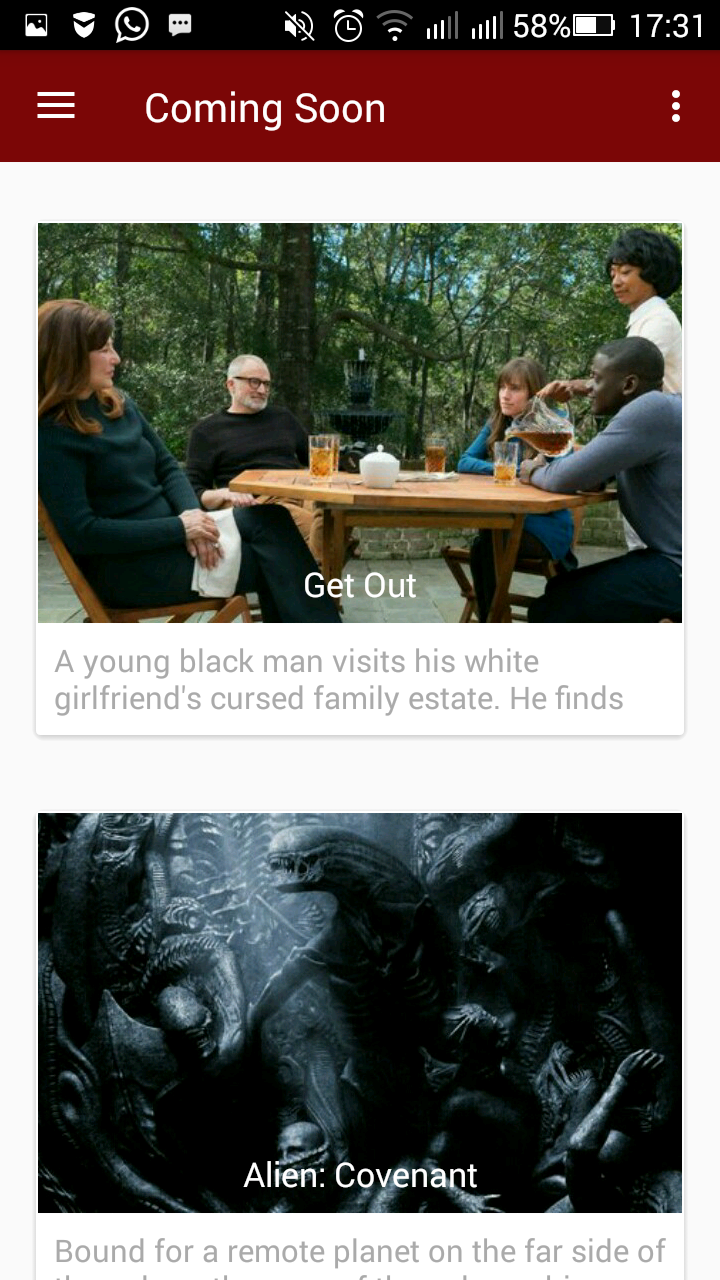 58% 17:31
Coming Soon
Get Out
A young black man visits his white
girlfriend's cursed family estate. He finds
Alien: Covenant
Bound for a remote planet on the far side of